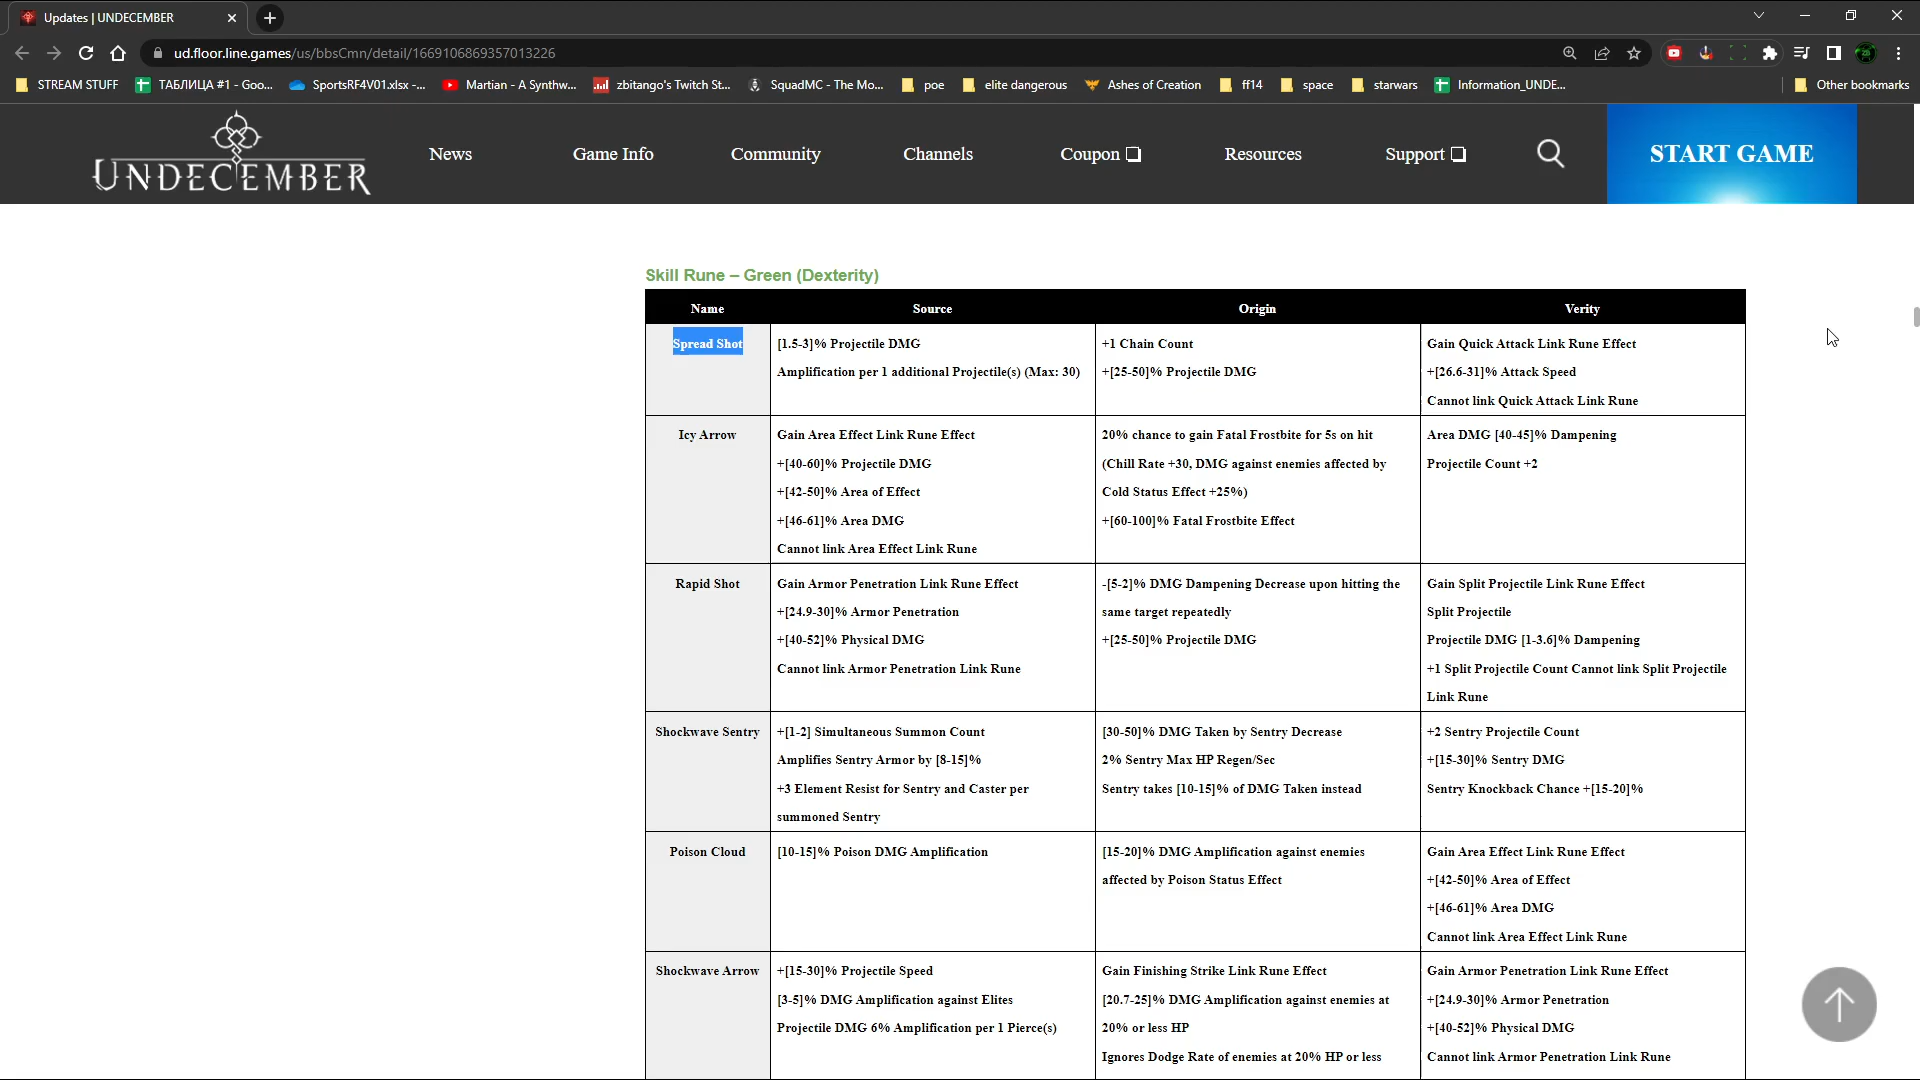 Updates | UNDECEMBER
ud.floor.line.games/us/bbsCmn/detail/1669106869357013226
STREAM STUFF
ТАБЛИЦА #1 - Goo...
SportsRF4V01.xlsx -...
Martian - A Synthw...
zbitango's Twitch St...
SquadMC - The Mo...
poe
elite dangerous
Ashes of Creation
ff14
space
starwars
Information_UNDE...
Other bookmarks
UNDECEMBER
News
Game Info
Community
Channels
Coupon
Resources
Support
START GAME
Skill Rune – Green (Dexterity)
Name
Source
Origin
Verity
Spread Shot
[1.5-3]% Projectile DMG
Amplification per 1 additional Projectile(s) (Max: 30)
+1 Chain Count
+[25-50]% Projectile DMG
Gain Quick Attack Link Rune Effect
+[26.6-31]% Attack Speed
Cannot link Quick Attack Link Rune
Icy Arrow
Gain Area Effect Link Rune Effect
+[40-60]% Projectile DMG
+[42-50]% Area of Effect
+[46-61]% Area DMG
Cannot link Area Effect Link Rune
20% chance to gain Fatal Frostbite for 5s on hit
(Chill Rate +30, DMG against enemies affected by
Cold Status Effect +25%)
+[60-100]% Fatal Frostbite Effect
Area DMG [40-45]% Dampening
Projectile Count +2
Rapid Shot
Gain Armor Penetration Link Rune Effect
+[24.9-30]% Armor Penetration
+[40-52]% Physical DMG
Cannot link Armor Penetration Link Rune
-[5-2]% DMG Dampening Decrease upon hitting the
same target repeatedly
+[25-50]% Projectile DMG
Gain Split Projectile Link Rune Effect
Split Projectile
Projectile DMG [1-3.6]% Dampening
+1 Split Projectile Count Cannot link Split Projectile
Link Rune
Shockwave Sentry
+[1-2] Simultaneous Summon Count
Amplifies Sentry Armor by [8-15]%
+3 Element Resist for Sentry and Caster per
summoned Sentry
[30-50]% DMG Taken by Sentry Decrease
2% Sentry Max HP Regen/Sec
Sentry takes [10-15]% of DMG Taken instead
+2 Sentry Projectile Count
+[15-30]% Sentry DMG
Sentry Knockback Chance +[15-20]%
Poison Cloud
[10-15]% Poison DMG Amplification
[15-20]% DMG Amplification against enemies
affected by Poison Status Effect
Gain Area Effect Link Rune Effect
+[42-50]% Area of Effect
+[46-61]% Area DMG
Cannot link Area Effect Link Rune
Shockwave Arrow
+[15-30]% Projectile Speed
[3-5]% DMG Amplification against Elites
Projectile DMG 6% Amplification per 1 Pierce(s)
Gain Finishing Strike Link Rune Effect
[20.7-25]% DMG Amplification against enemies at
20% or less HP
Ignores Dodge Rate of enemies at 20% HP or less
Gain Armor Penetration Link Rune Effect
+[24.9-30]% Armor Penetration
+[40-52]% Physical DMG
Cannot link Armor Penetration Link Rune